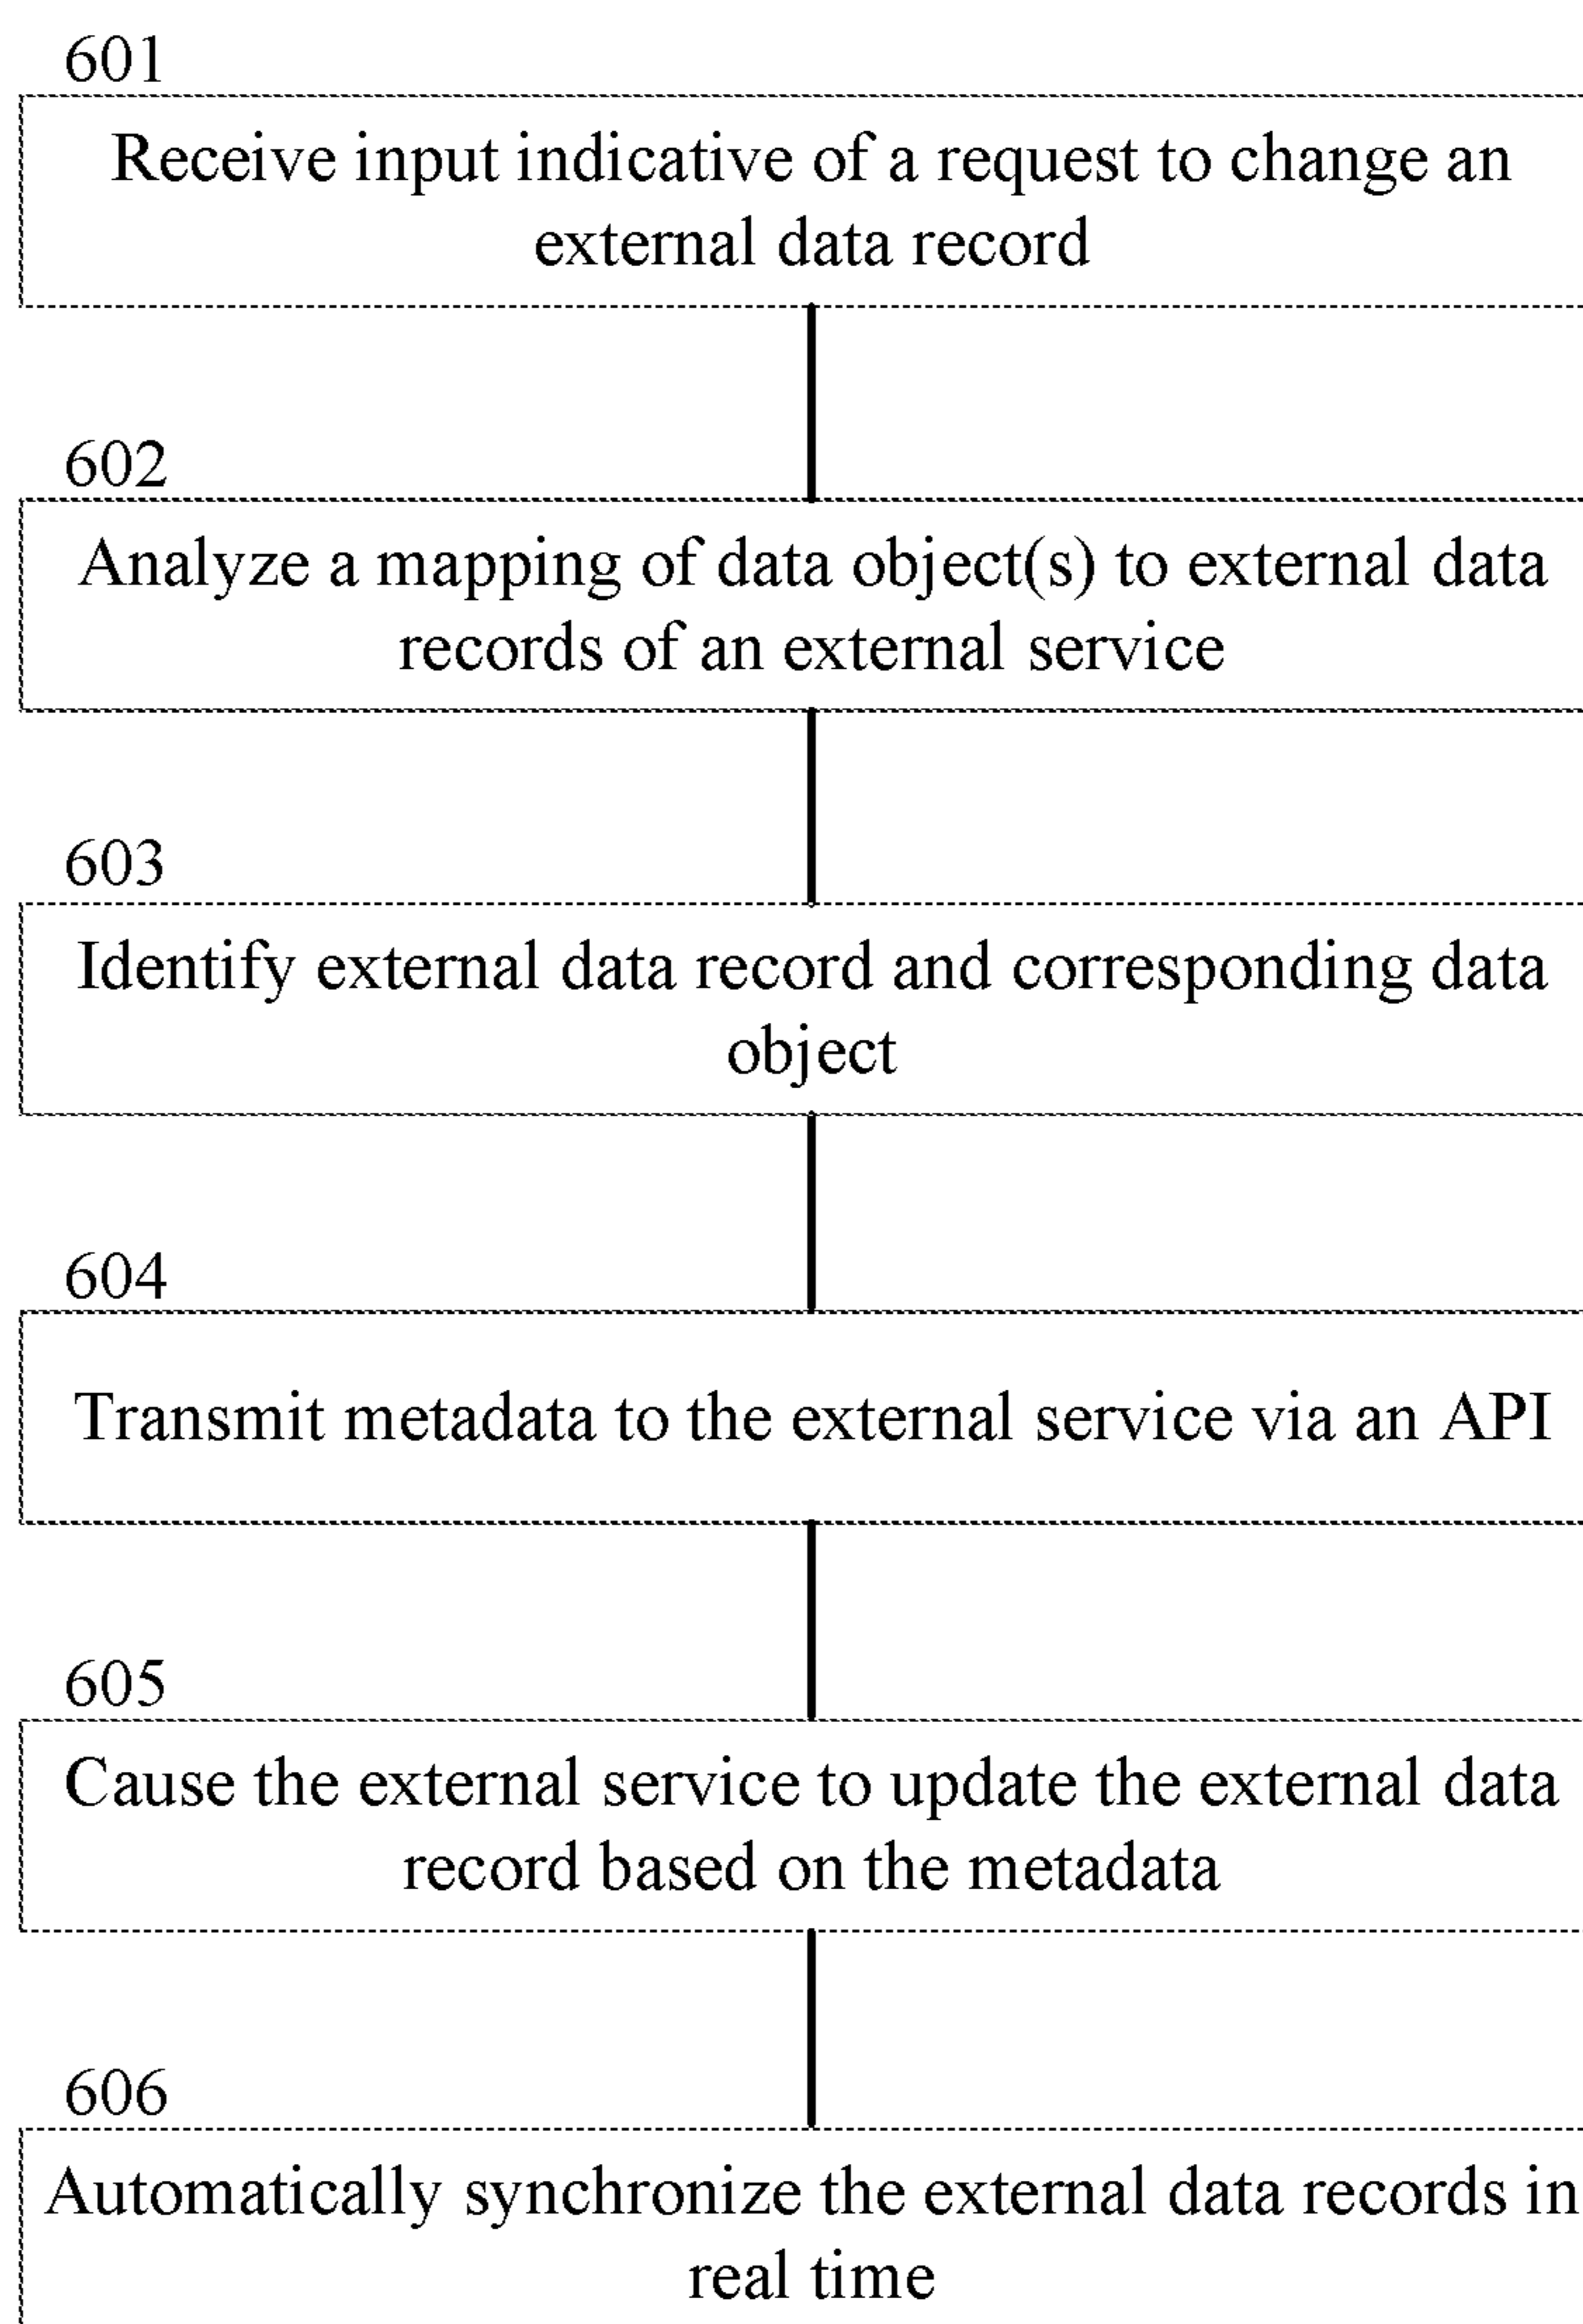 601
Receive input indicative of a request to change an
external data record
602
Analyze a mapping of data object(s) to external data
records of an external service
603
Identify external data record and corresponding data
object
604
Transmit metadata to the external service via an API
605
Cause the external service to update the external data
record based on the metadata
606
Automatically synchronize the external data records in
real time